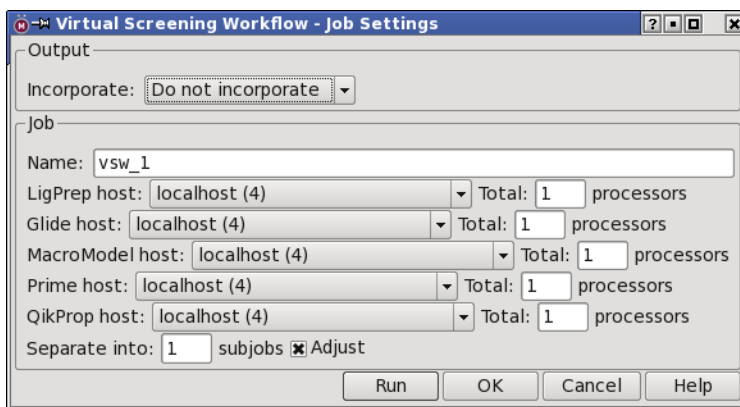 Virtual Screening Workflow - Job Settings
Output
Incorporate: Do not incorporate
Job
Name: vsw_1
LigPrep host: localhost (4) Total: 1 processors
Glide host: localhost (4) Total: 1 processors
MacroModel host: localhost (4) Total: 1 processors
Prime host: localhost (4) Total: 1 processors
QikProp host: localhost (4) Total: 1 processors
Separate into: 1 subjobs Adjust
Run OK Cancel Help